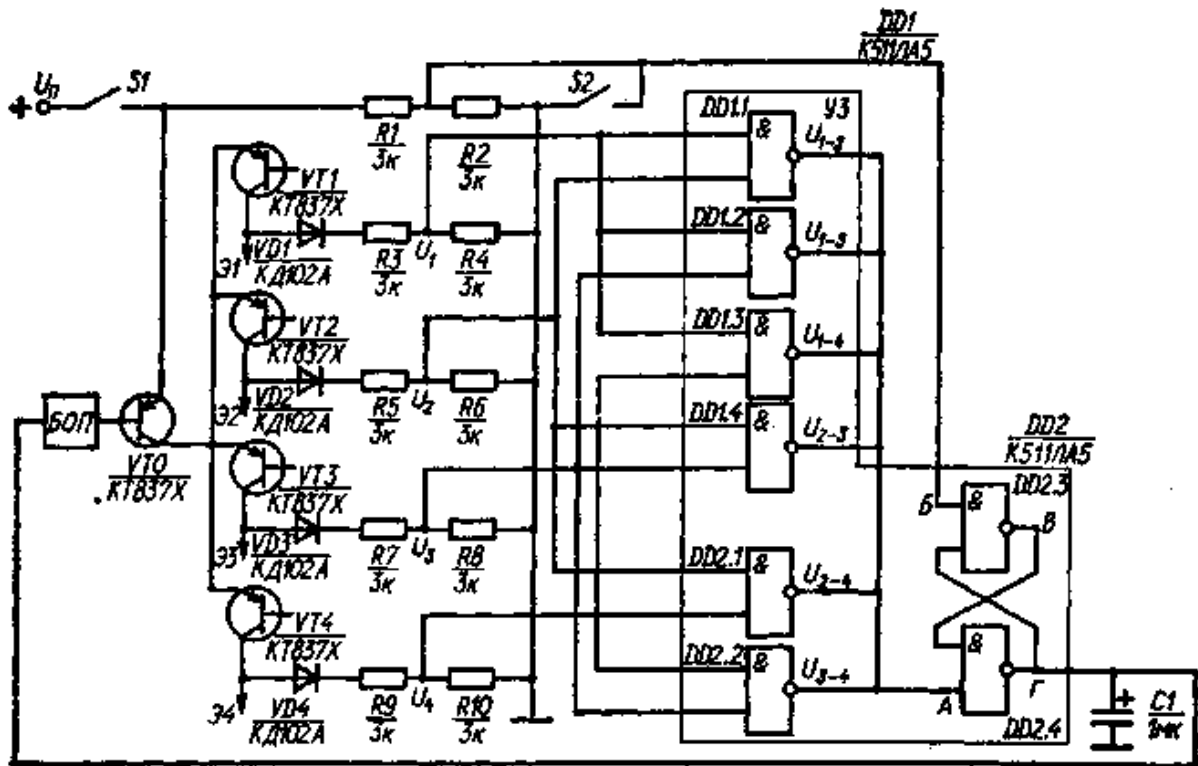 DD1
К511ЛА5
+ Uп
S1
S2
DD1.1
УЗ
&
R1
3к
R2
3к
U1-2
VT1
КТ837Х
DD1.2
&
U1-3
Э1
VD1
КД102А
R3
3к
U1
R4
3к
DD1.3
&
U1-4
VT2
КТ837Х
Э2
VD2
КД102А
R5
3к
U2
R6
3к
DD1.4
&
U2-3
БОП
VT0
КТ837Х
DD2
К511ЛА5
DD2.3
VT3
КТ837Х
Б
&
В
Э3
VD3
КД102А
R7
3к
U3
R8
3к
DD2.1
&
U2-4
VT4
КТ837Х
DD2.2
&
U3-4
&
А
Г
Э4
VD4
КД102А
R9
3к
U4
R10
3к
DD2.4
+
C1